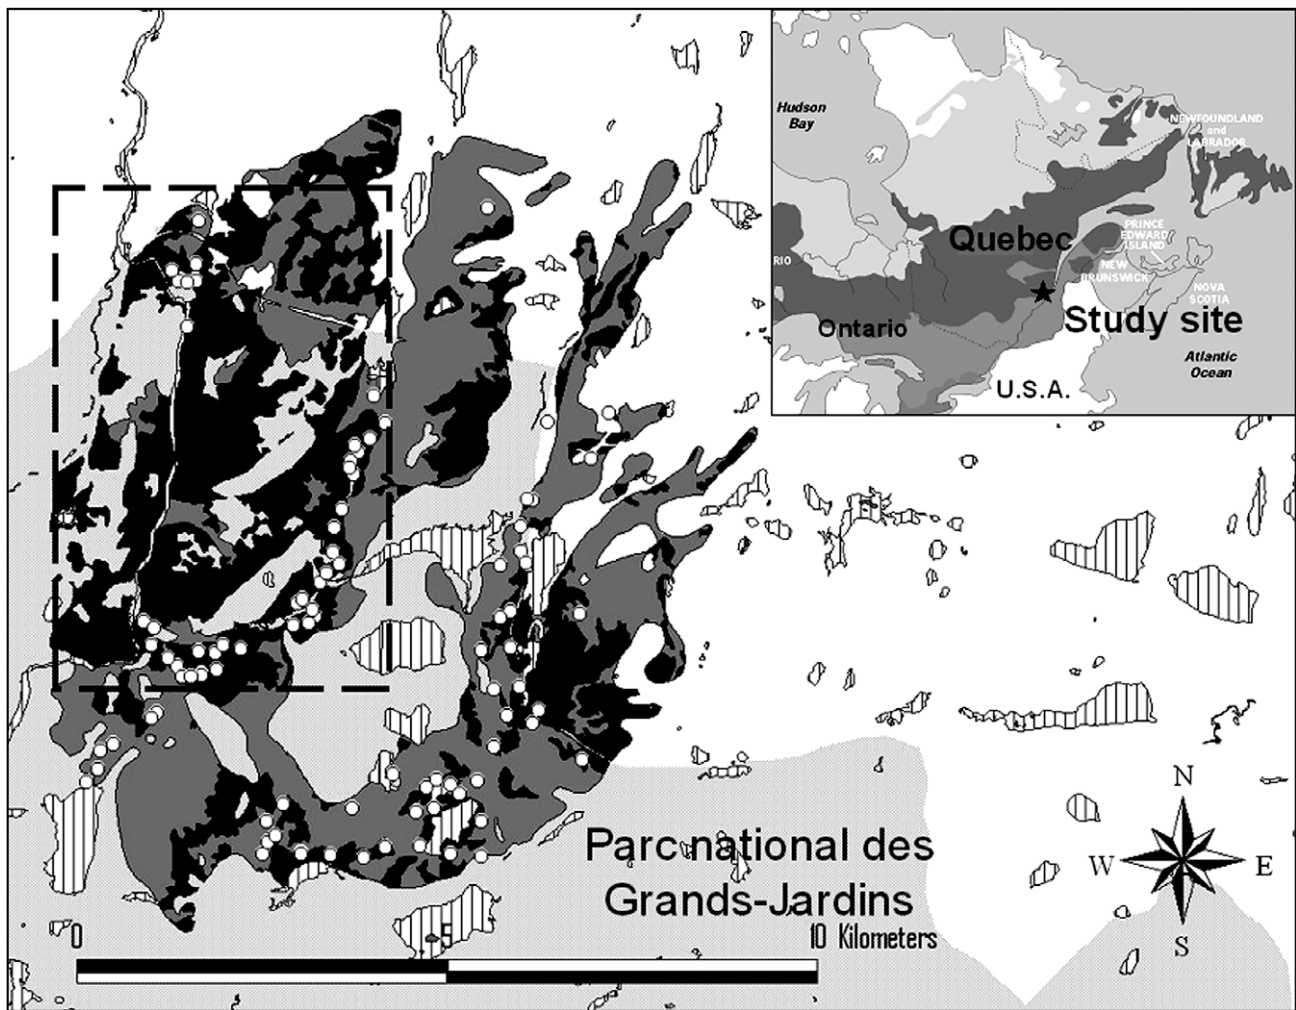 Hudson
Bay
NEWFOUNDLAND
and
LABRADOR
Quebec
PRINCE
EDWARD
ISLAND
RIO
NEW
BRUNSWICK
NOVA
SCOTIA
Ontario
Study site
Atlantic
Ocean
U.S.A.
N
W
E
S
Parc national des
Grands-Jardins
0
5
10 Kilometers